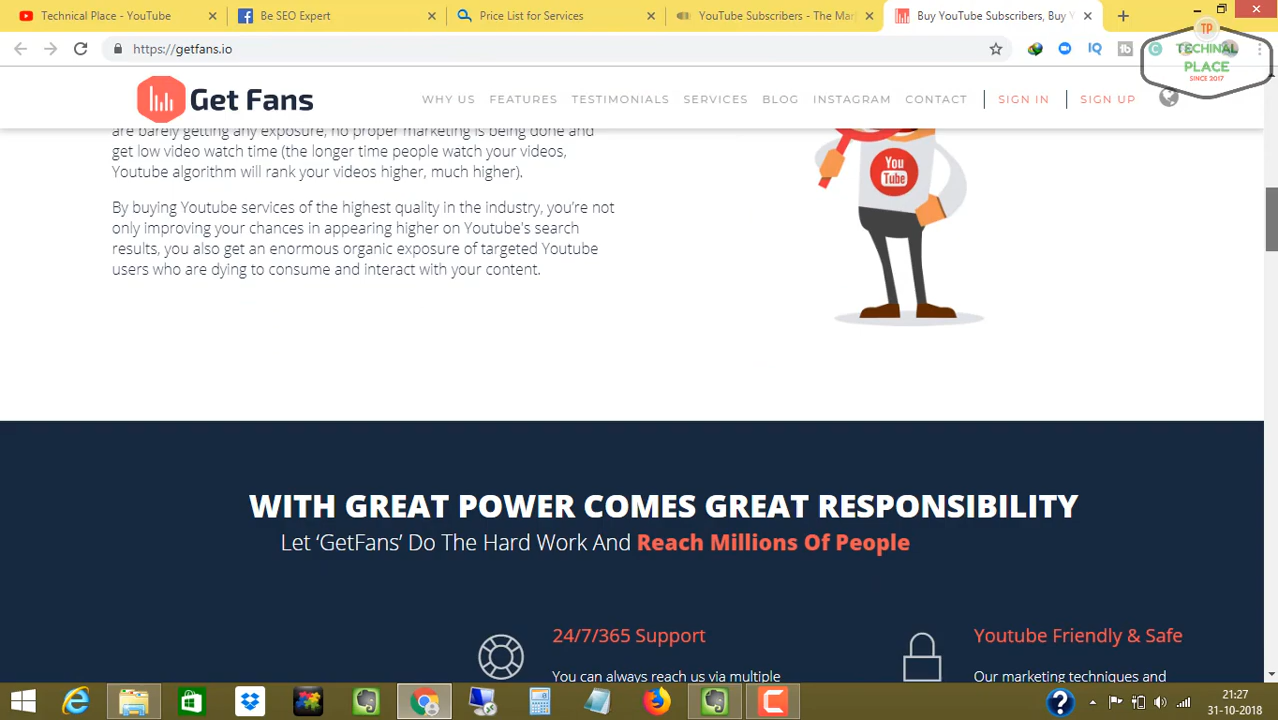 Technical Place - YouTube
Be SEO Expert
Price List for Services
YouTube Subscribers - The Mar
Buy YouTube Subscribers, Buy Y
https://getfans.io
IQ
tb
TP
TECHINAL
PLACE
SINCE 2017
Get Fans
WHY US
FEATURES
TESTIMONIALS
SERVICES
BLOG
INSTAGRAM
CONTACT
SIGN IN
SIGN UP
are barely getting any exposure, no proper marketing is being done and
get low video watch time (the longer time people watch your videos,
Youtube algorithm will rank your videos higher, much higher).
By buying Youtube services of the highest quality in the industry, you’re not
only improving your chances in appearing higher on Youtube's search
results, you also get an enormous organic exposure of targeted Youtube
users who are dying to consume and interact with your content.
You
Tube
WITH GREAT POWER COMES GREAT RESPONSIBILITY
Let ‘GetFans’ Do The Hard Work And Reach Millions Of People
24/7/365 Support
You can always reach us via multiple
Youtube Friendly & Safe
Our marketing techniques and
21:27
31-10-2018